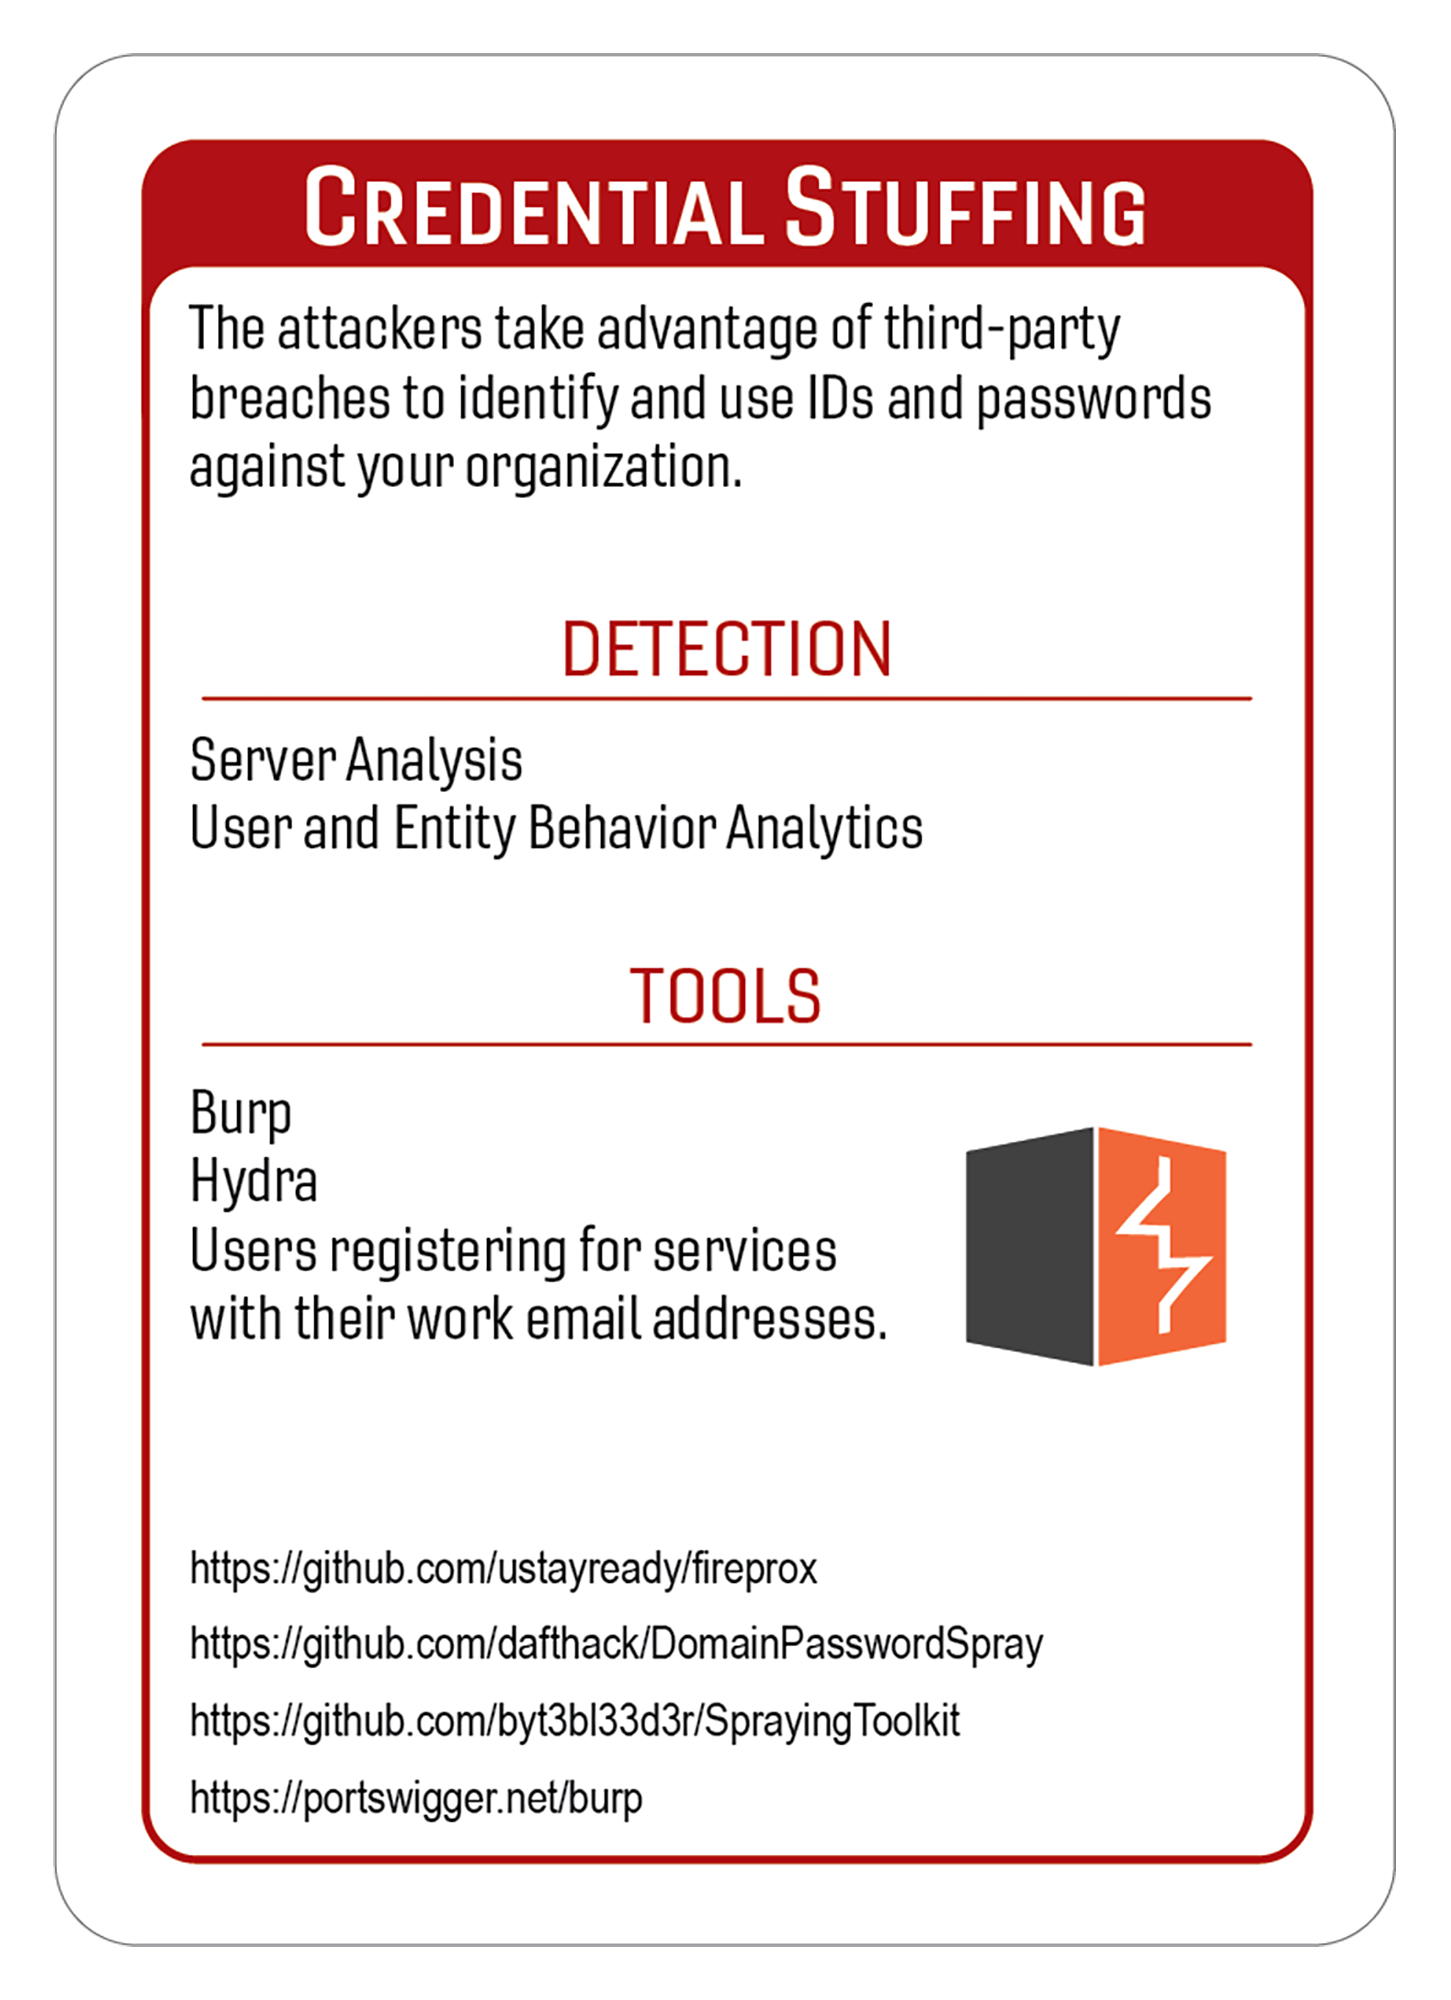 CREDENTIAL STUFFING
The attackers take advantage of third-party
breaches to identify and use IDs and passwords
against your organization.
DETECTION
Server Analysis
User and Entity Behavior Analytics
TOOLS
Burp
Hydra
Users registering for services
with their work email addresses.
https://github.com/ustayready/fireprox
https://github.com/dafthack/DomainPasswordSpray
https://github.com/byt3bl33d3r/SprayingToolkit
https://portswigger.net/burp